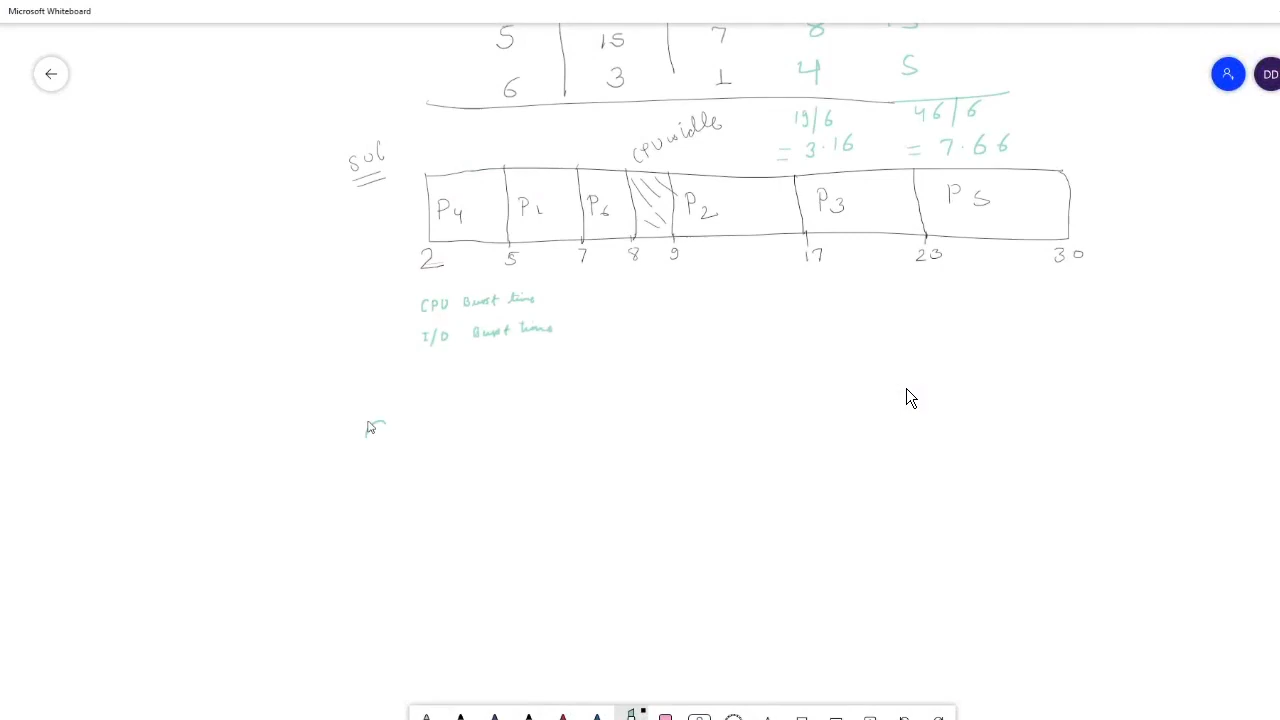 Microsoft Whiteboard
5 15 7 8
DD
6 3 1 4 5
19/6 46/6
= 3.16 = 7.66
CPU is idle
Sol
P4 P1 P6 P2 P3 P5
2 5 7 8 9 17 23 30
CPU Burst time
I/O Burst time